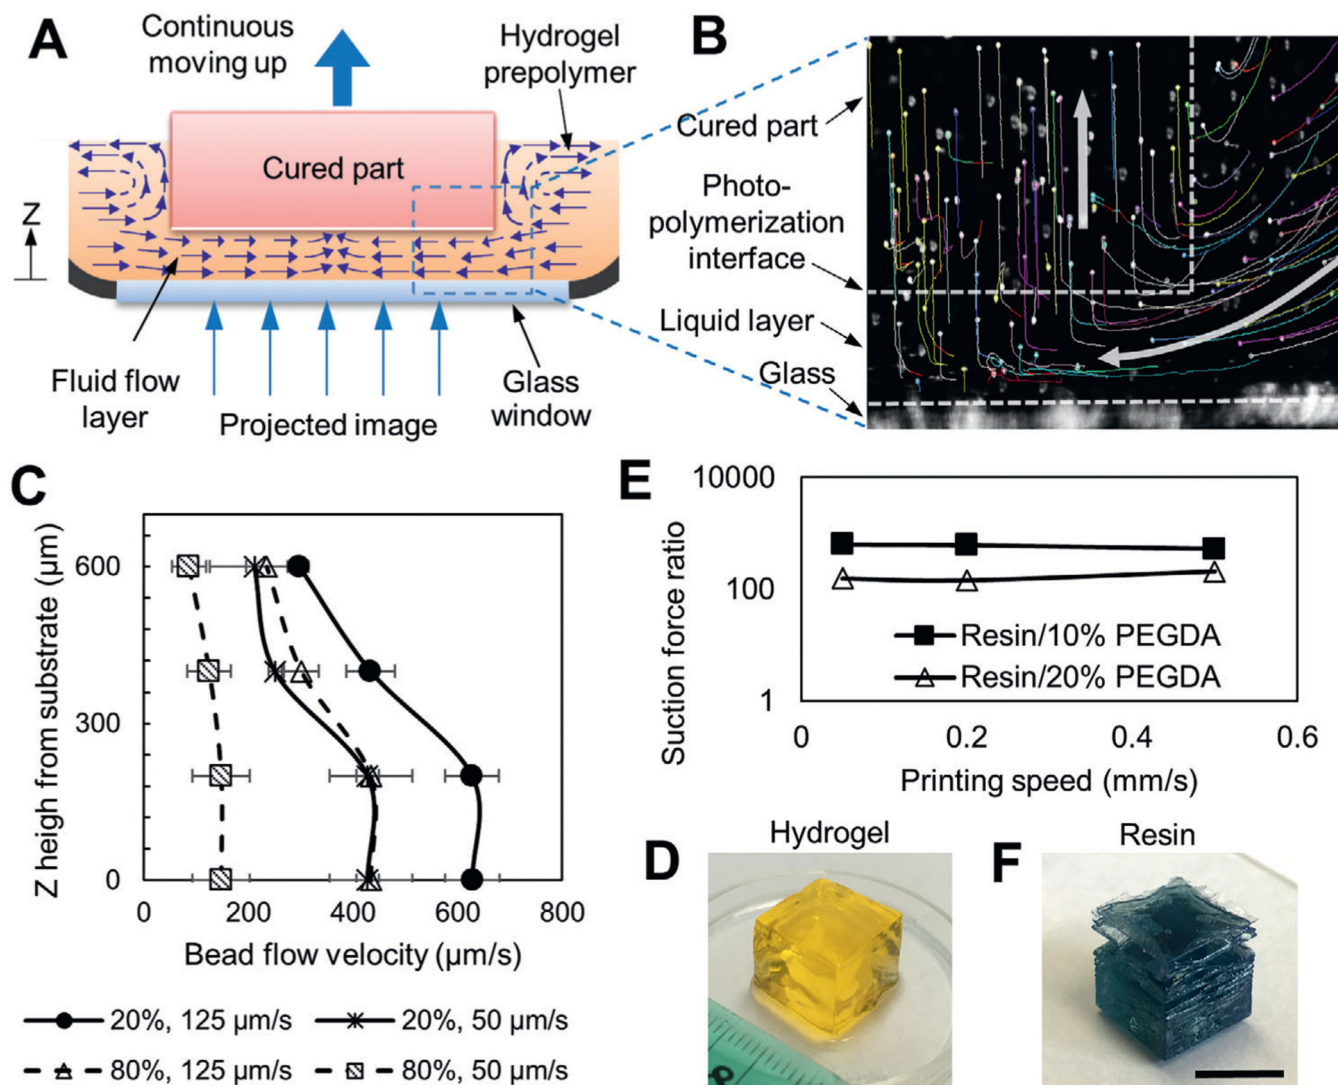 A
Continuous
moving up
Hydrogel
prepolymer
Cured part
Z
Fluid flow
layer
Projected image
Glass
window
B
Cured part
Photo-
polymerization
interface
Liquid layer
Glass
C
Z heigh from substrate (µm)
600
300
0
0
200
400
600
800
Bead flow velocity (µm/s)
20%, 125 µm/s
20%, 50 µm/s
80%, 125 µm/s
80%, 50 µm/s
E
Suction force ratio
10000
100
1
Resin/10% PEGDA
Resin/20% PEGDA
0
0.2
0.4
0.6
Printing speed (mm/s)
D
Hydrogel
F
Resin